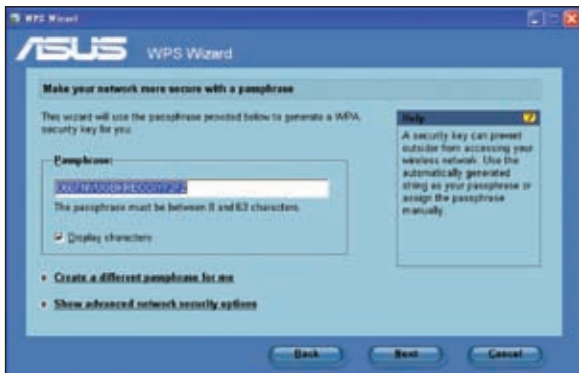 WPS Wizard
ASUS WPS Wizard
Make your network more secure with a passphrase
This wizard will use the passphrase provided below to generate a WPA
security key for you.
Passphrase:
The passphrase must be between 8 and 63 characters.
Display characters
Create a different passphrase for me
Show advanced network security options
Help
A security key can prevent
outsider from accessing your
wireless network. Use the
automatically generated
string as your passphrase or
assign the passphrase
manually.
Back
Next
Cancel